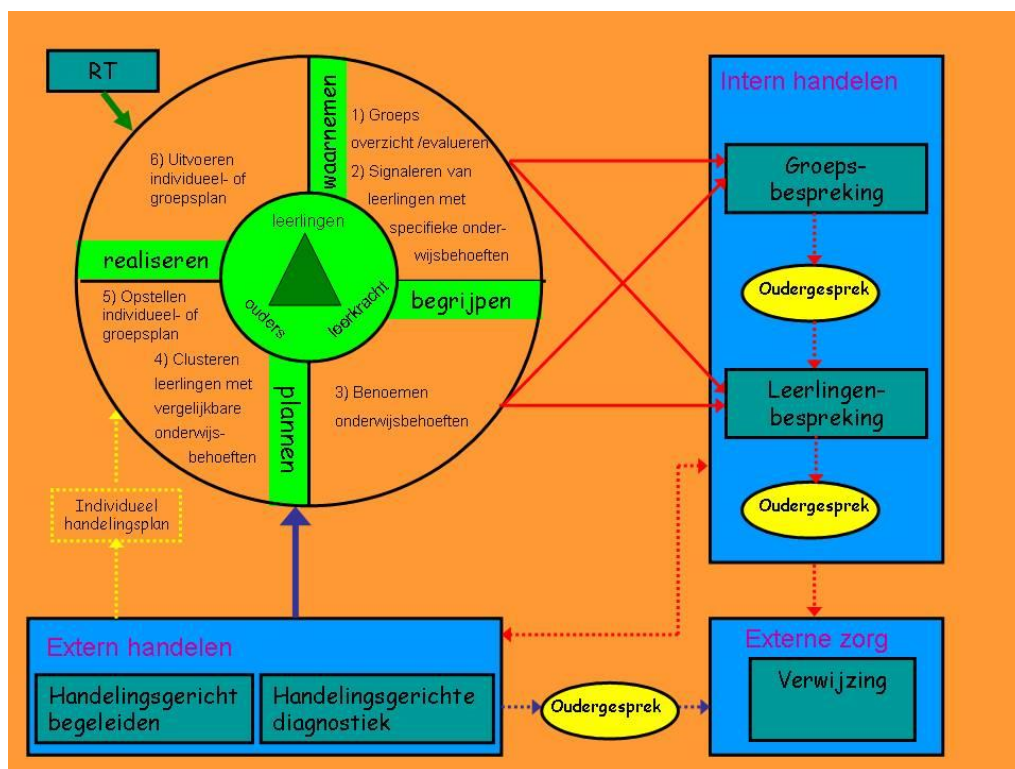 RT
waarnemen
1) Groeps
overzicht /evalueren
2) Signaleren van
leerlingen met
specifieke onder-
wijsbehoeften
6) Uitvoeren
individueel- of
groepsplan
leerlingen
ouders
leerkracht
realiseren
begrijpen
5) Opstellen
individueel- of
groepsplan
4) Clusteren
leerlingen met
vergelijkbare
onderwijs-
behoeften
plannen
3) Benoemen
onderwijsbehoeften
Individueel
handelingsplan
Intern handelen
Groeps-
bespreking
Oudergesprek
Leerlingen-
bespreking
Oudergesprek
Extern handelen
Handelingsgericht
begeleiden
Handelingsgerichte
diagnostiek
Oudergesprek
Externe zorg
Verwijzing